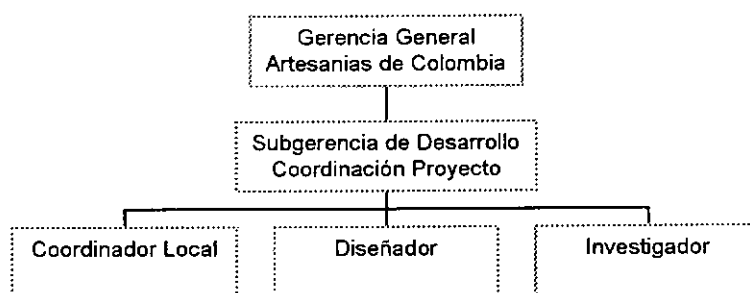 Gerencia General
Artesanias de Colombia
Subgerencia de Desarrollo
Coordinación Proyecto
Coordinador Local
Diseñador
Investigador